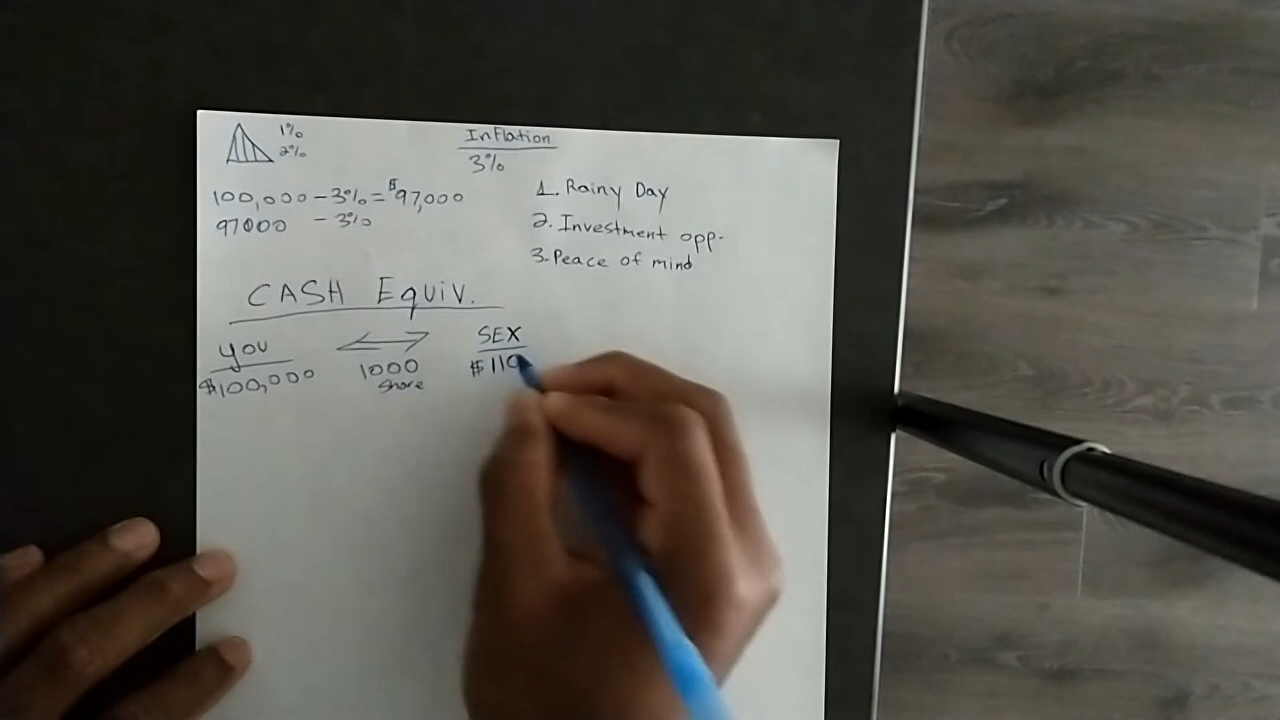 1%
2%
Inflation
3%
100,000 - 3% = $97,000
97000 - 3%
1. Rainy Day
2. Investment opp-
3. Peace of mind
CASH Equiv.
you
SEX
$100,000
1000
Share
$110